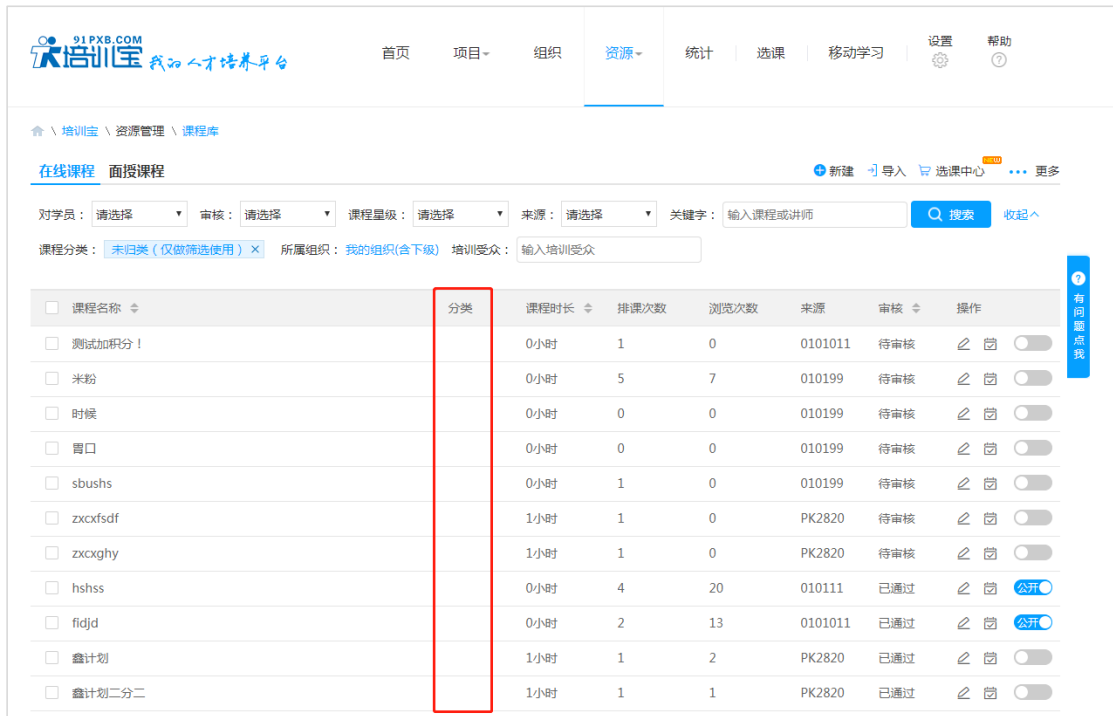 91PXB.COM
培训宝 我的人才培养平台
首页 项目 组织 资源 统计 选课 移动学习 设置 帮助
\ 培训宝 \ 资源管理 \ 课程库
在线课程 面授课程 新建 导入 选课中心 NEW 更多
对学员： 请选择 审核： 请选择 课程星级： 请选择 来源： 请选择 关键字： 输入课程或讲师 搜索 收起
课程分类： 未归类（仅做筛选使用） × 所属组织： 我的组织(含下级) 培训受众： 输入培训受众
课程名称 分类 课程时长 排课次数 浏览次数 来源 审核 操作
测试加积分！ 0小时 1 0 0101011 待审核
米粉 0小时 5 7 010199 待审核
时候 0小时 0 0 010199 待审核
胃口 0小时 0 0 010199 待审核
sbushs 0小时 1 0 010199 待审核
zxcxfsdf 1小时 1 0 PK2820 待审核
zxcxghy 1小时 1 0 PK2820 待审核
hshss 0小时 4 20 010111 已通过 公开
fidjd 0小时 2 13 0101011 已通过 公开
鑫计划 1小时 1 2 PK2820 已通过
鑫计划二分二 1小时 1 1 PK2820 已通过
? 有问题点我